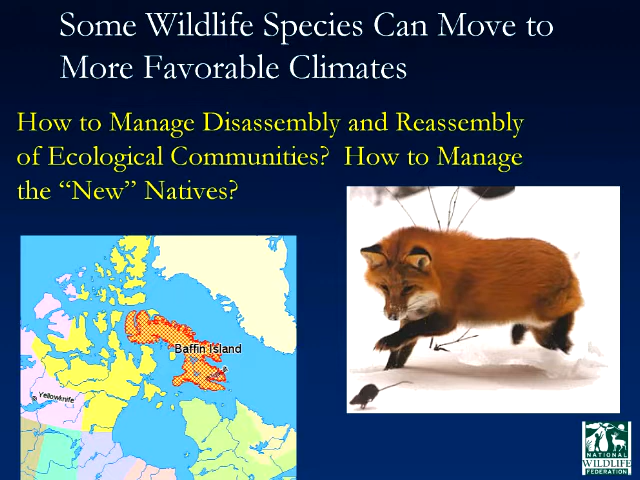 Some Wildlife Species Can Move to
More Favorable Climates
How to Manage Disassembly and Reassembly
of Ecological Communities?  How to Manage
the “New” Natives?
Baffin Island
Yellowknife
NATIONAL
WILDLIFE
FEDERATION